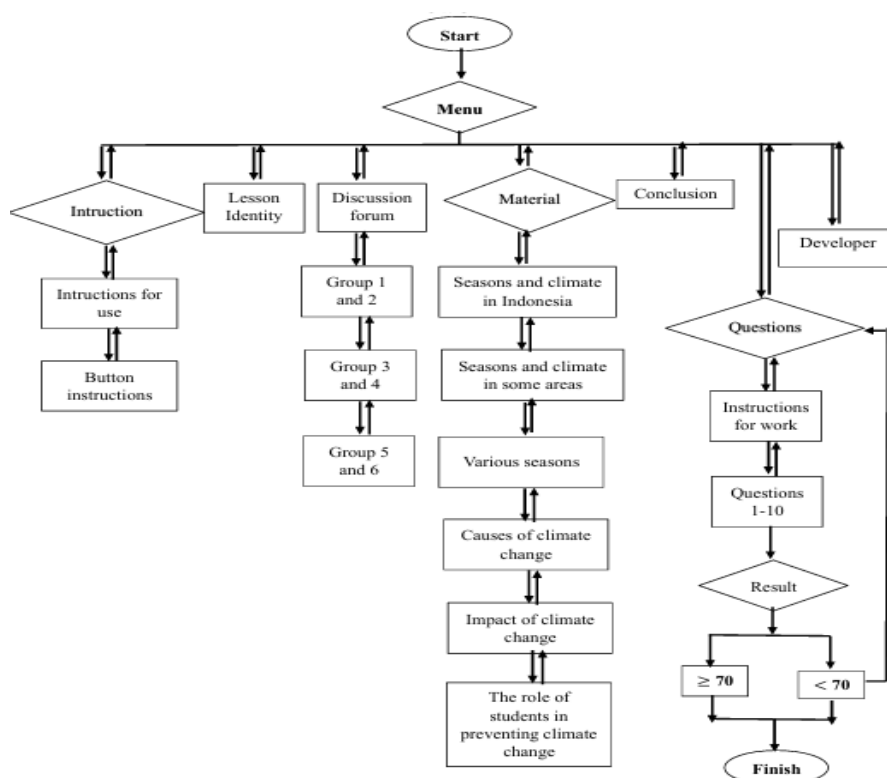 Start
Menu
Intruction
Lesson
Identity
Discussion
forum
Material
Conclusion
Developer
Intructions for
use
Button
instructions
Group 1
and 2
Group 3
and 4
Group 5
and 6
Seasons and climate
in Indonesia
Seasons and climate
in some areas
Various seasons
Causes of climate
change
Impact of climate
change
The role of
students in
preventing climate
change
Questions
Instructions
for work
Questions
1-10
Result
≥ 70
< 70
Finish